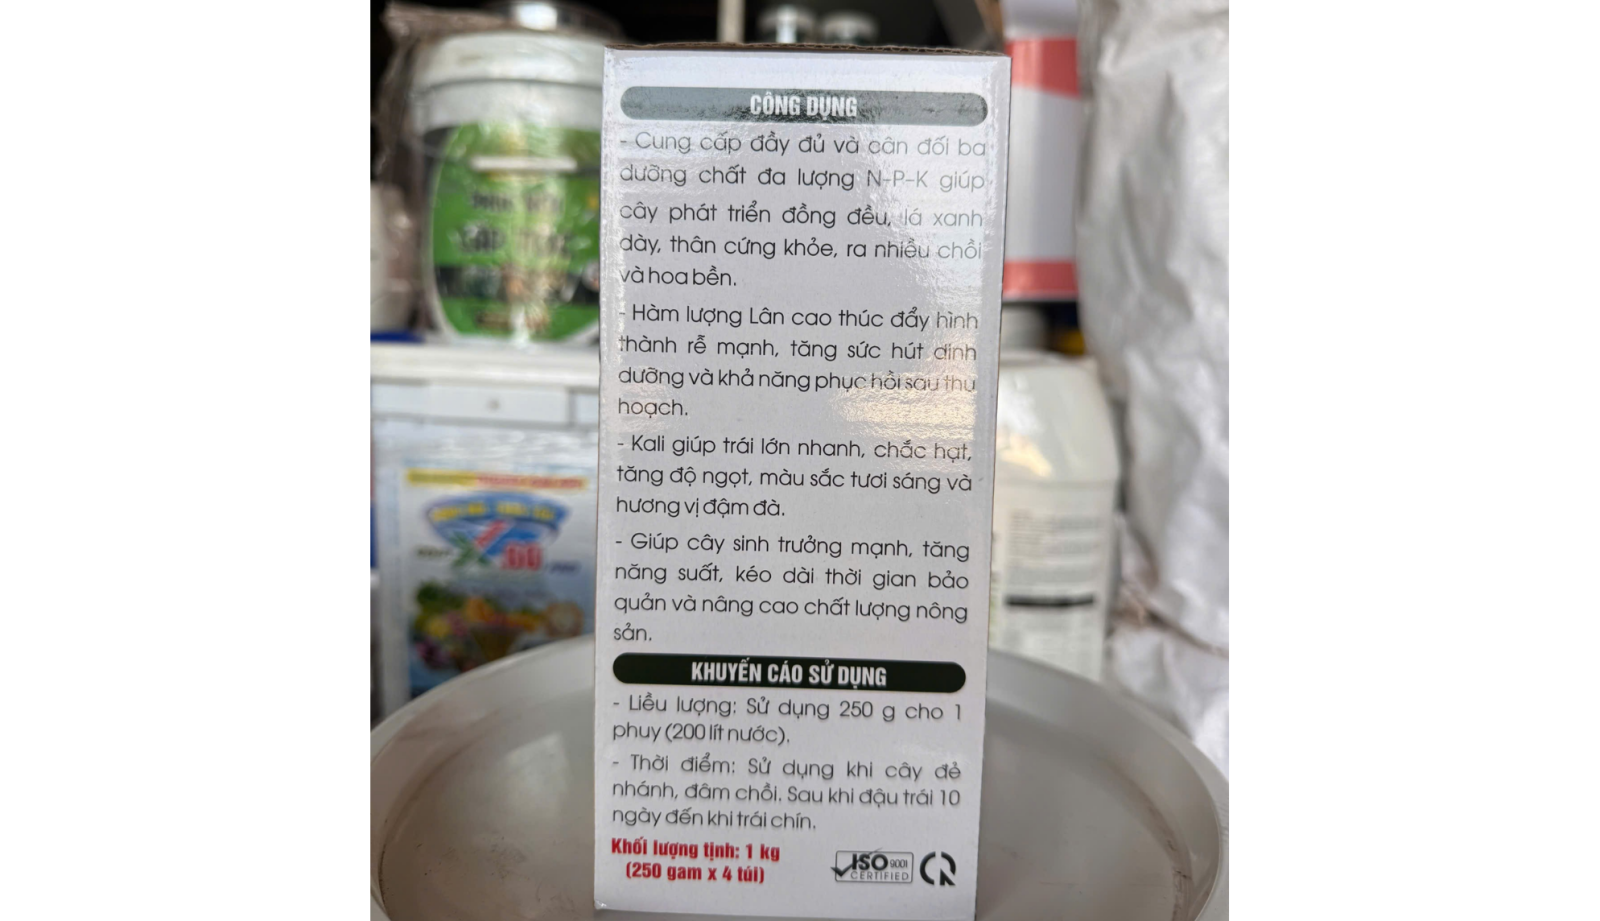 CÔNG DỤNG
- Cung cấp đầy đủ và cân đối ba
dưỡng chất đa lượng N-P-K giúp
cây phát triển đồng đều, lá xanh
dày, thân cứng khỏe, ra nhiều chồi
và hoa bền.
- Hàm lượng Lân cao thúc đẩy hình
thành rễ mạnh, tăng sức hút dinh
dưỡng và khả năng phục hồi sau thu
hoạch.
- Kali giúp trái lớn nhanh, chắc hạt,
tăng độ ngọt, màu sắc tươi sáng và
hương vị đậm đà.
- Giúp cây sinh trưởng mạnh, tăng
năng suất, kéo dài thời gian bảo
quản và nâng cao chất lượng nông
sản.
KHUYẾN CÁO SỬ DỤNG
- Liều lượng: Sử dụng 250 g cho 1
phuy (200 lít nước).
- Thời điểm: Sử dụng khi cây đẻ
nhánh, đâm chồi. Sau khi đậu trái 10
ngày đến khi trái chín.
Khối lượng tịnh: 1 kg
(250 gam x 4 túi)
ISO 9001
CERTIFIED